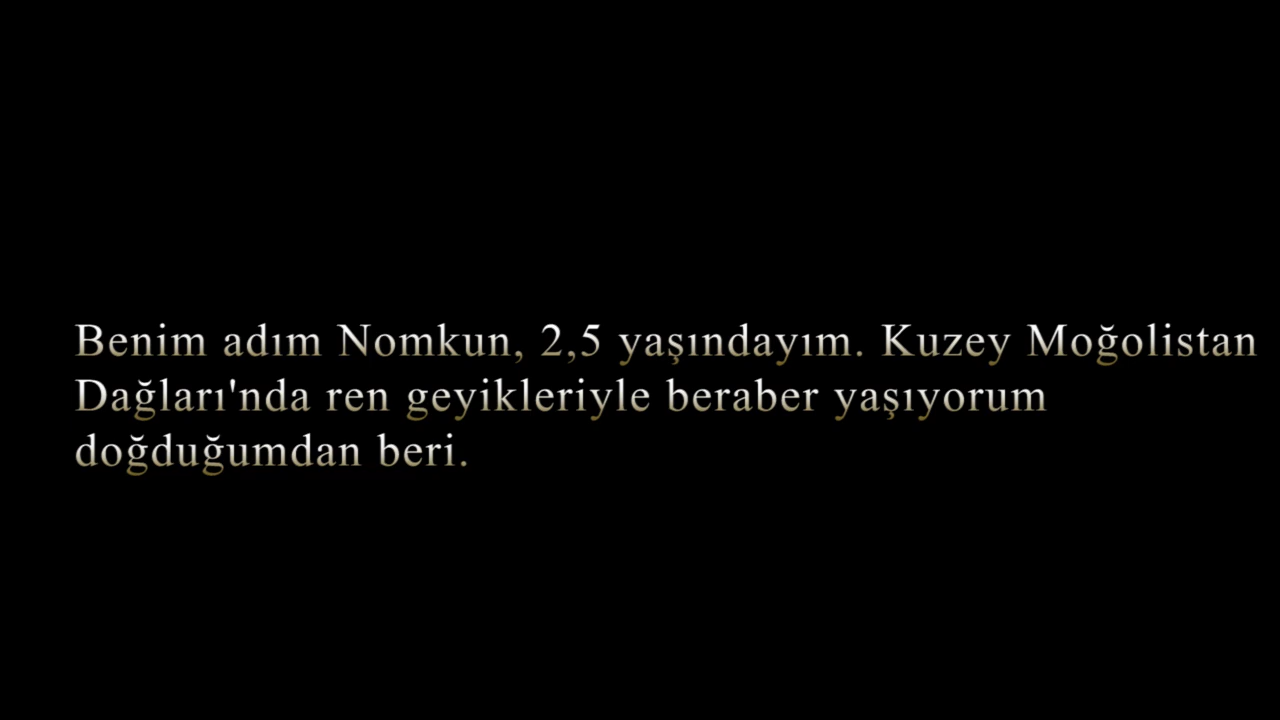 Benim adım Nomkun, 2,5 yaşındayım. Kuzey Moğolistan
Dağları'nda ren geyikleriyle beraber yaşıyorum
doğduğumdan beri.